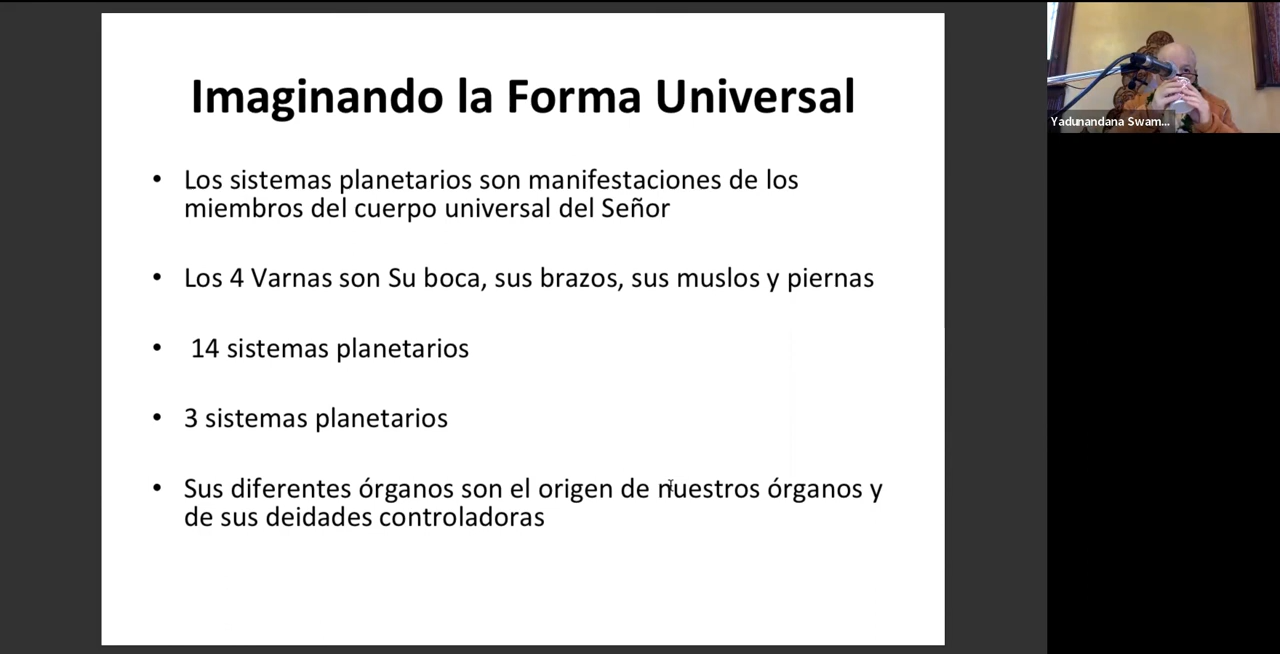 Imaginando la Forma Universal
• Los sistemas planetarios son manifestaciones de los
miembros del cuerpo universal del Señor
• Los 4 Varnas son Su boca, sus brazos, sus muslos y piernas
• 14 sistemas planetarios
• 3 sistemas planetarios
• Sus diferentes órganos son el origen de nuestros órganos y
de sus deidades controladoras
Yadunandana Swam...